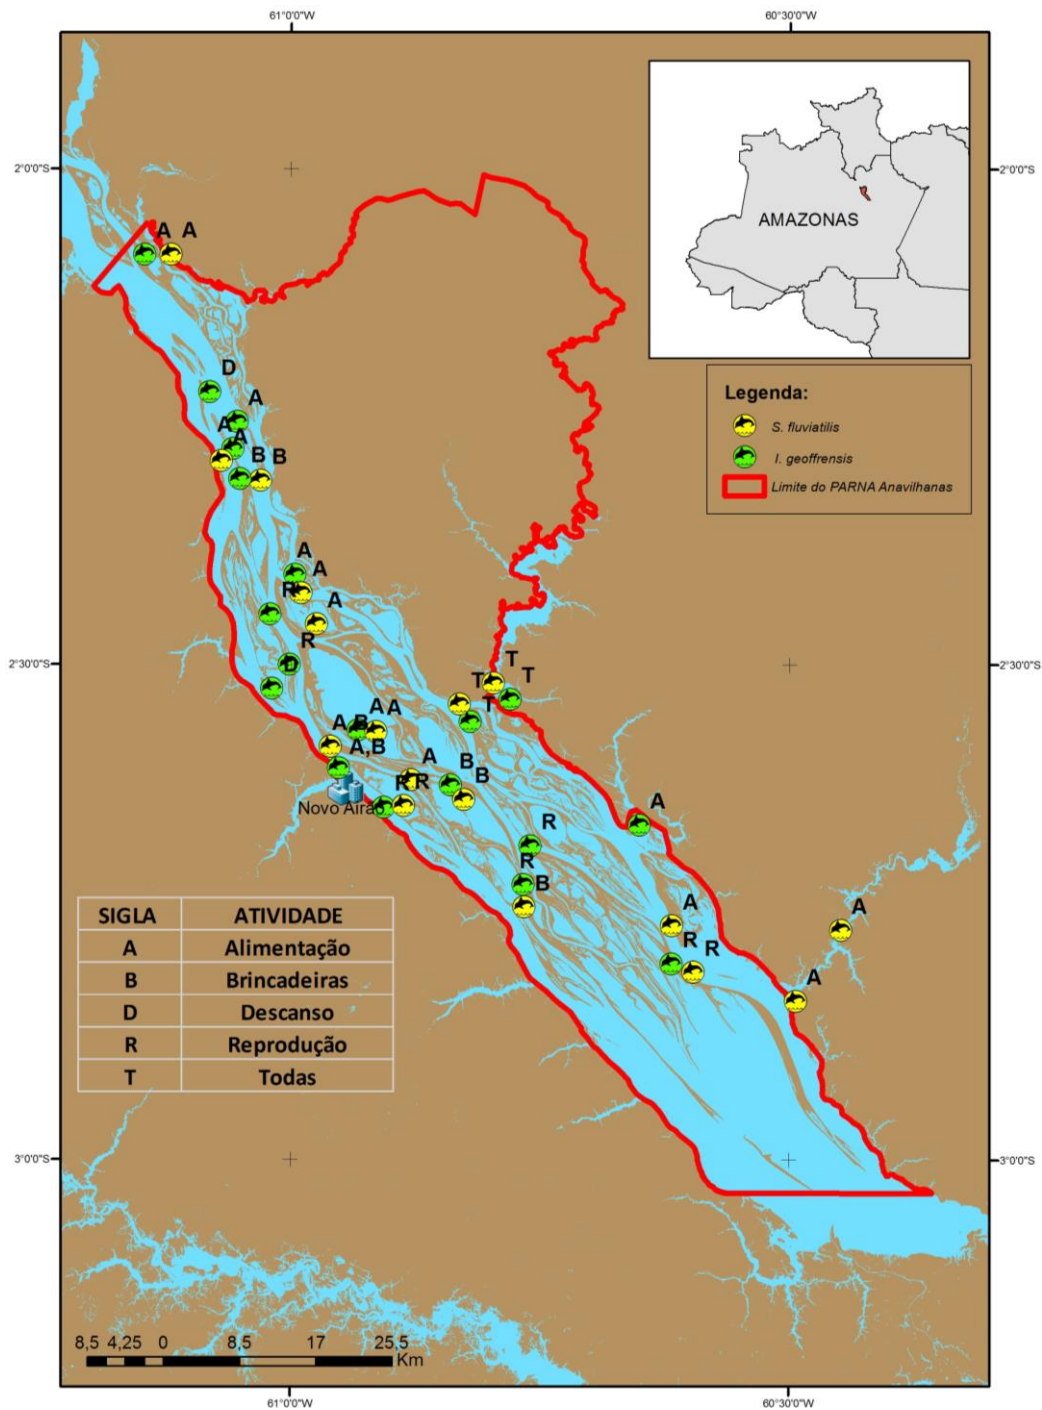 61°0'0"W 60°30'0"W
2°0'0"S 2°0'0"S
AMAZONAS
A A
D
A
A
A
B B
Legenda:
S. fluviatilis
I. geoffrensis
Limite do PARNA Anavilhanas
A
A
R
A
R
D
2°30'0"S 2°30'0"S
T
T T
T
A A
A B
A,B
A
B
R R B
Novo Airão
A
R
R
B
A
A
R R
A
SIGLA ATIVIDADE
A Alimentação
B Brincadeiras
D Descanso
R Reprodução
T Todas
3°0'0"S 3°0'0"S
8,5 4,25 0 8,5 17 25,5
Km
61°0'0"W 60°30'0"W